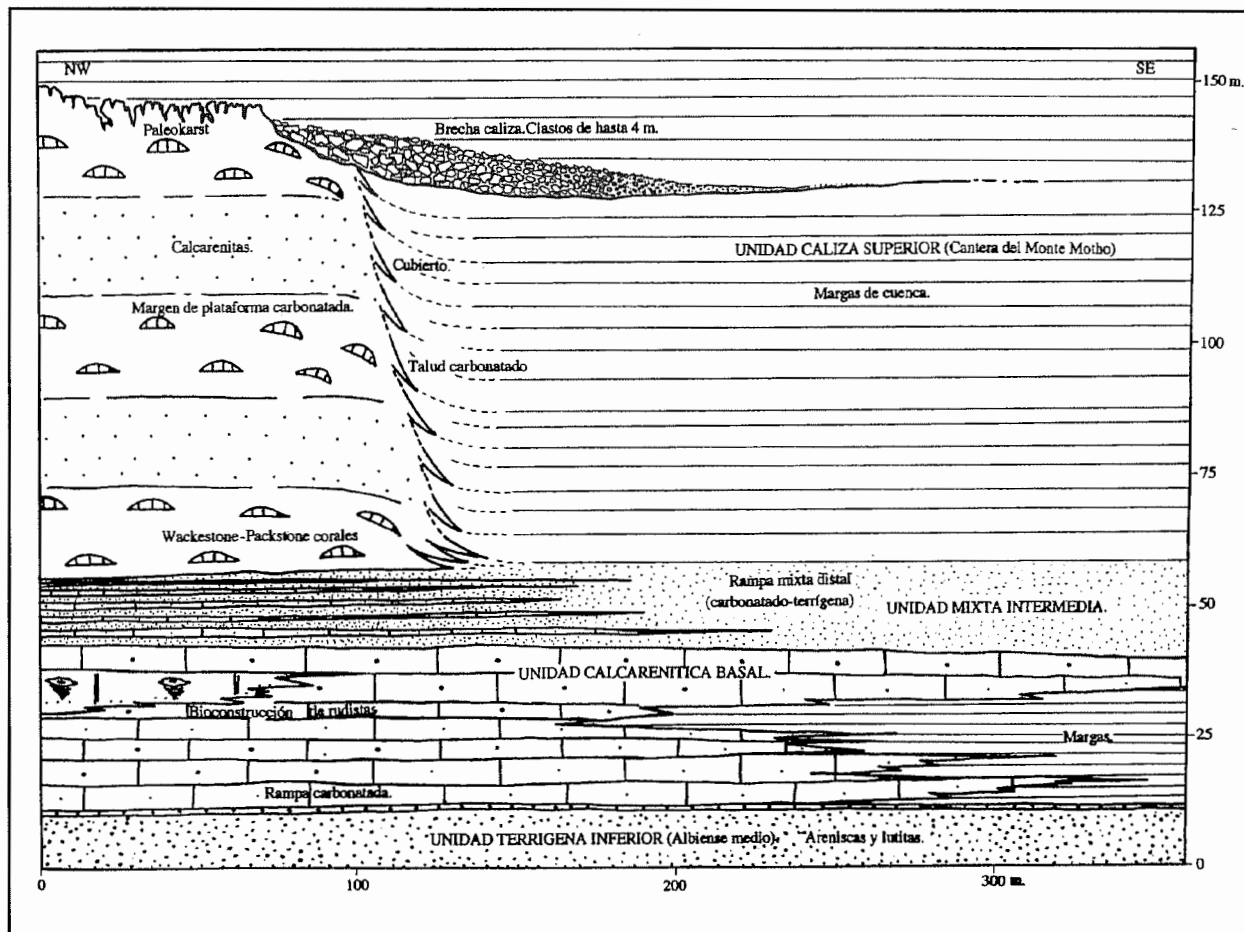 NW
SE
150 m.
Paleokarst
Brecha caliza.Clastos de hasta 4 m.
125
Calcarenitas.
UNIDAD CALIZA SUPERIOR (Cantera del Monte Motho)
Cubierto.
Margas de cuenca.
Margen de plataforma carbonatada.
100
Talud carbonatado
75
Wackestone-Packstone corales
Rampa mixta distal
(carbonatado-terrígena)
UNIDAD MIXTA INTERMEDIA.
50
UNIDAD CALCARENITICA BASAL.
Bioconstrucción de rudistas
Margas.
25
Rampa carbonatada.
UNIDAD TERRIGENA INFERIOR (Albiense medio). Areniscas y lutitas.
0
0
100
200
300 m.